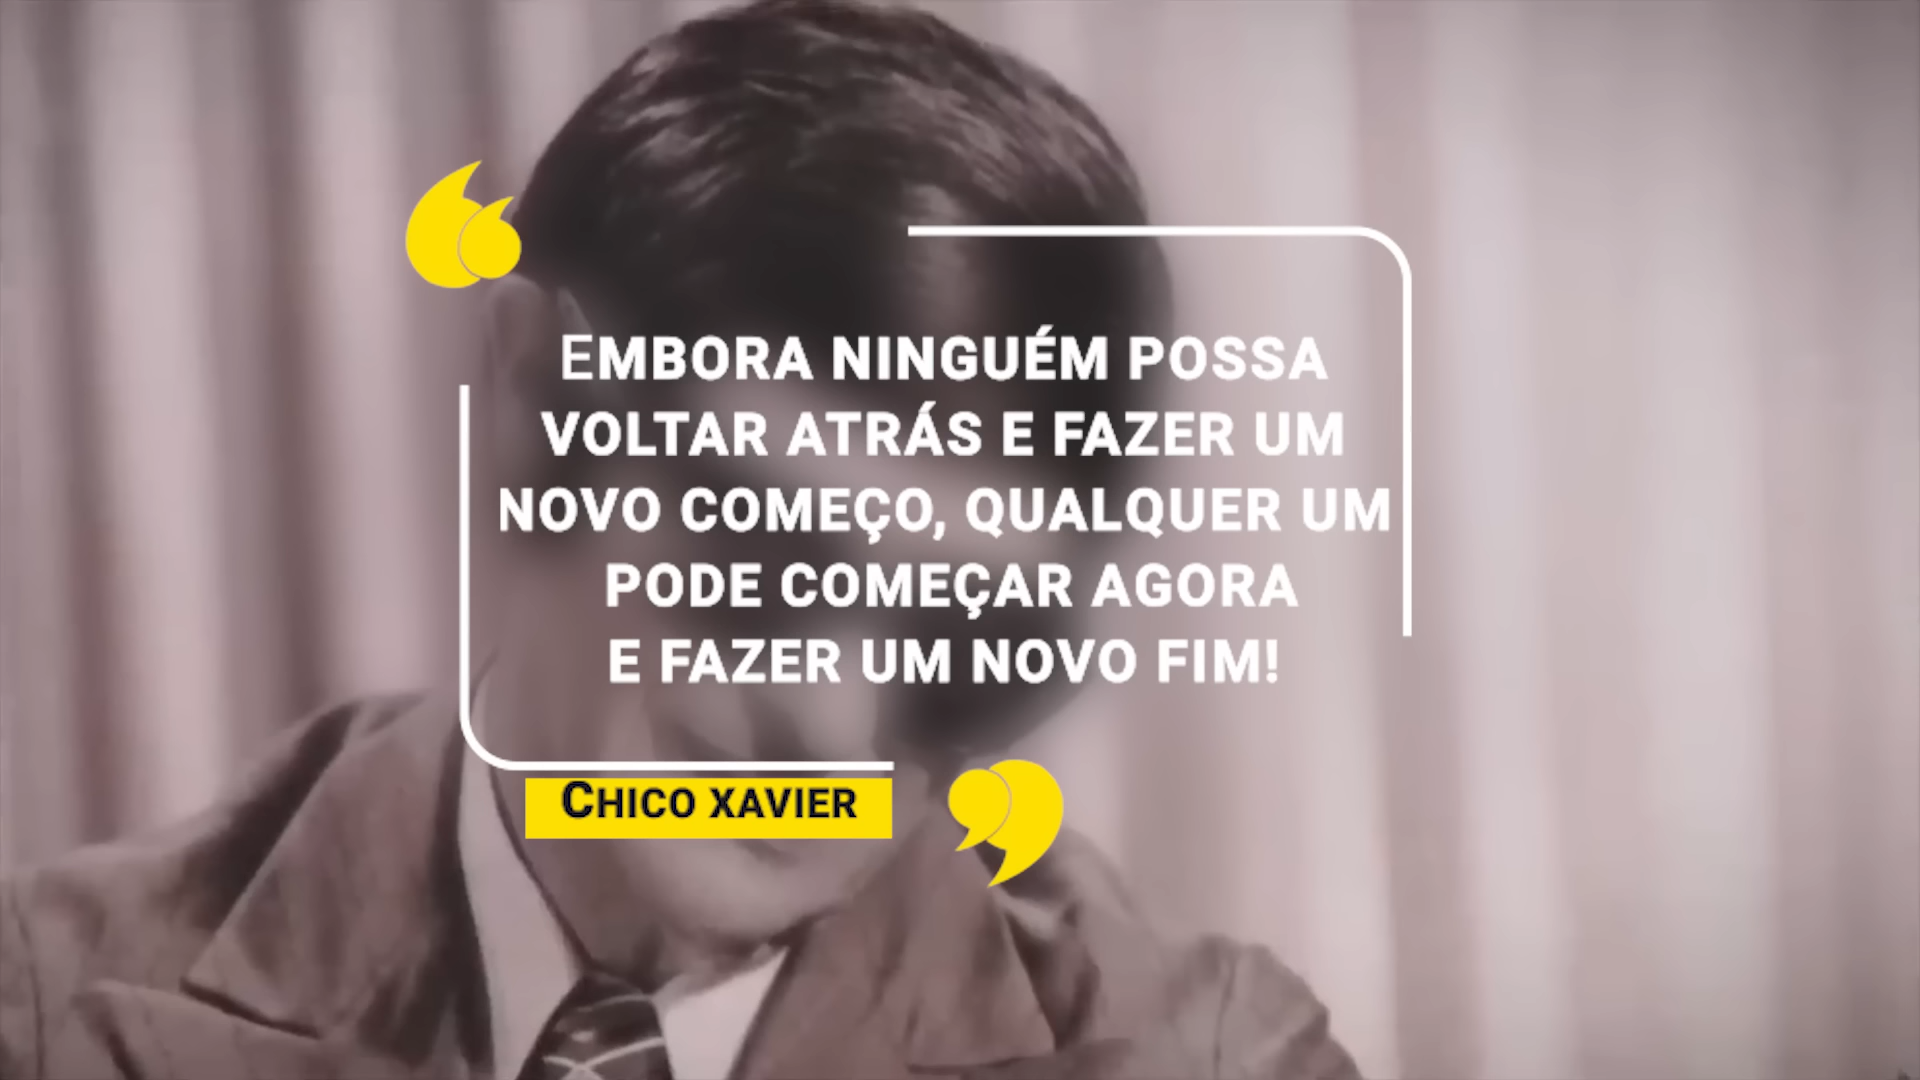 EMBORA NINGUÉM POSSA
VOLTAR ATRÁS E FAZER UM
NOVO COMEÇO, QUALQUER UM
PODE COMEÇAR AGORA
E FAZER UM NOVO FIM!
CHICO XAVIER